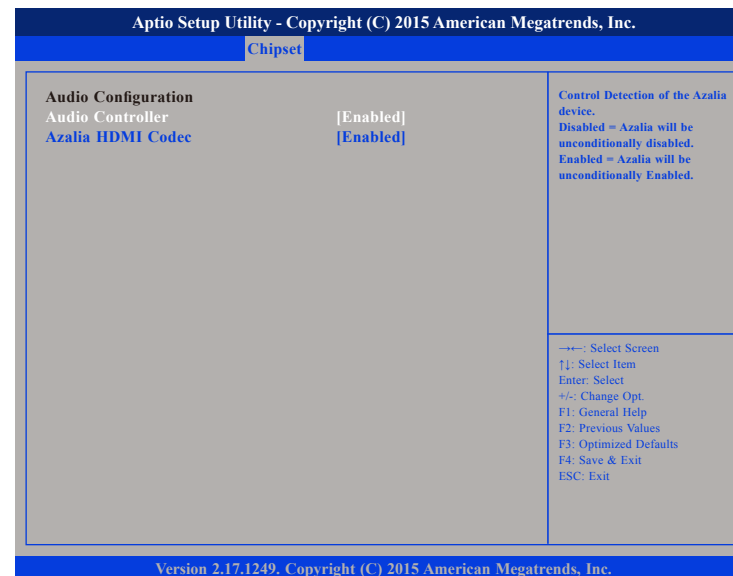 Aptio Setup Utility - Copyright (C) 2015 American Megatrends, Inc.
Chipset
Audio Configuration
Audio Controller [Enabled]
Azalia HDMI Codec [Enabled]
Control Detection of the Azalia
device.
Disabled = Azalia will be
unconditionally disabled.
Enabled = Azalia will be
unconditionally Enabled.
→←: Select Screen
↑↓: Select Item
Enter: Select
+/-: Change Opt.
F1: General Help
F2: Previous Values
F3: Optimized Defaults
F4: Save & Exit
ESC: Exit
Version 2.17.1249. Copyright (C) 2015 American Megatrends, Inc.